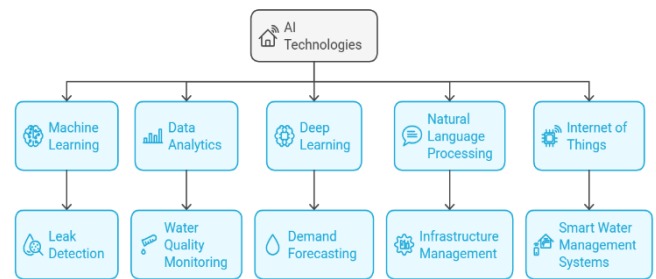 AI
Technologies
Machine
Learning
Data
Analytics
Deep
Learning
Natural
Language
Processing
Internet of
Things
Leak
Detection
Water
Quality
Monitoring
Demand
Forecasting
Infrastructure
Management
Smart Water
Management
Systems